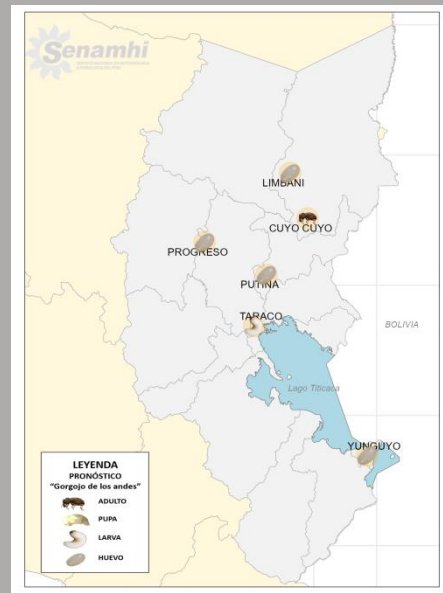 Senamhi
LIMBANI
CUYO CUYO
PROGRESO
PUTINA
TARACO
BOLIVIA
Lago Titicaca
YUNGUYO
LEYENDA
PRONÓSTICO
"Gorgojo de los andes"
ADULTO
PUPA
LARVA
HUEVO